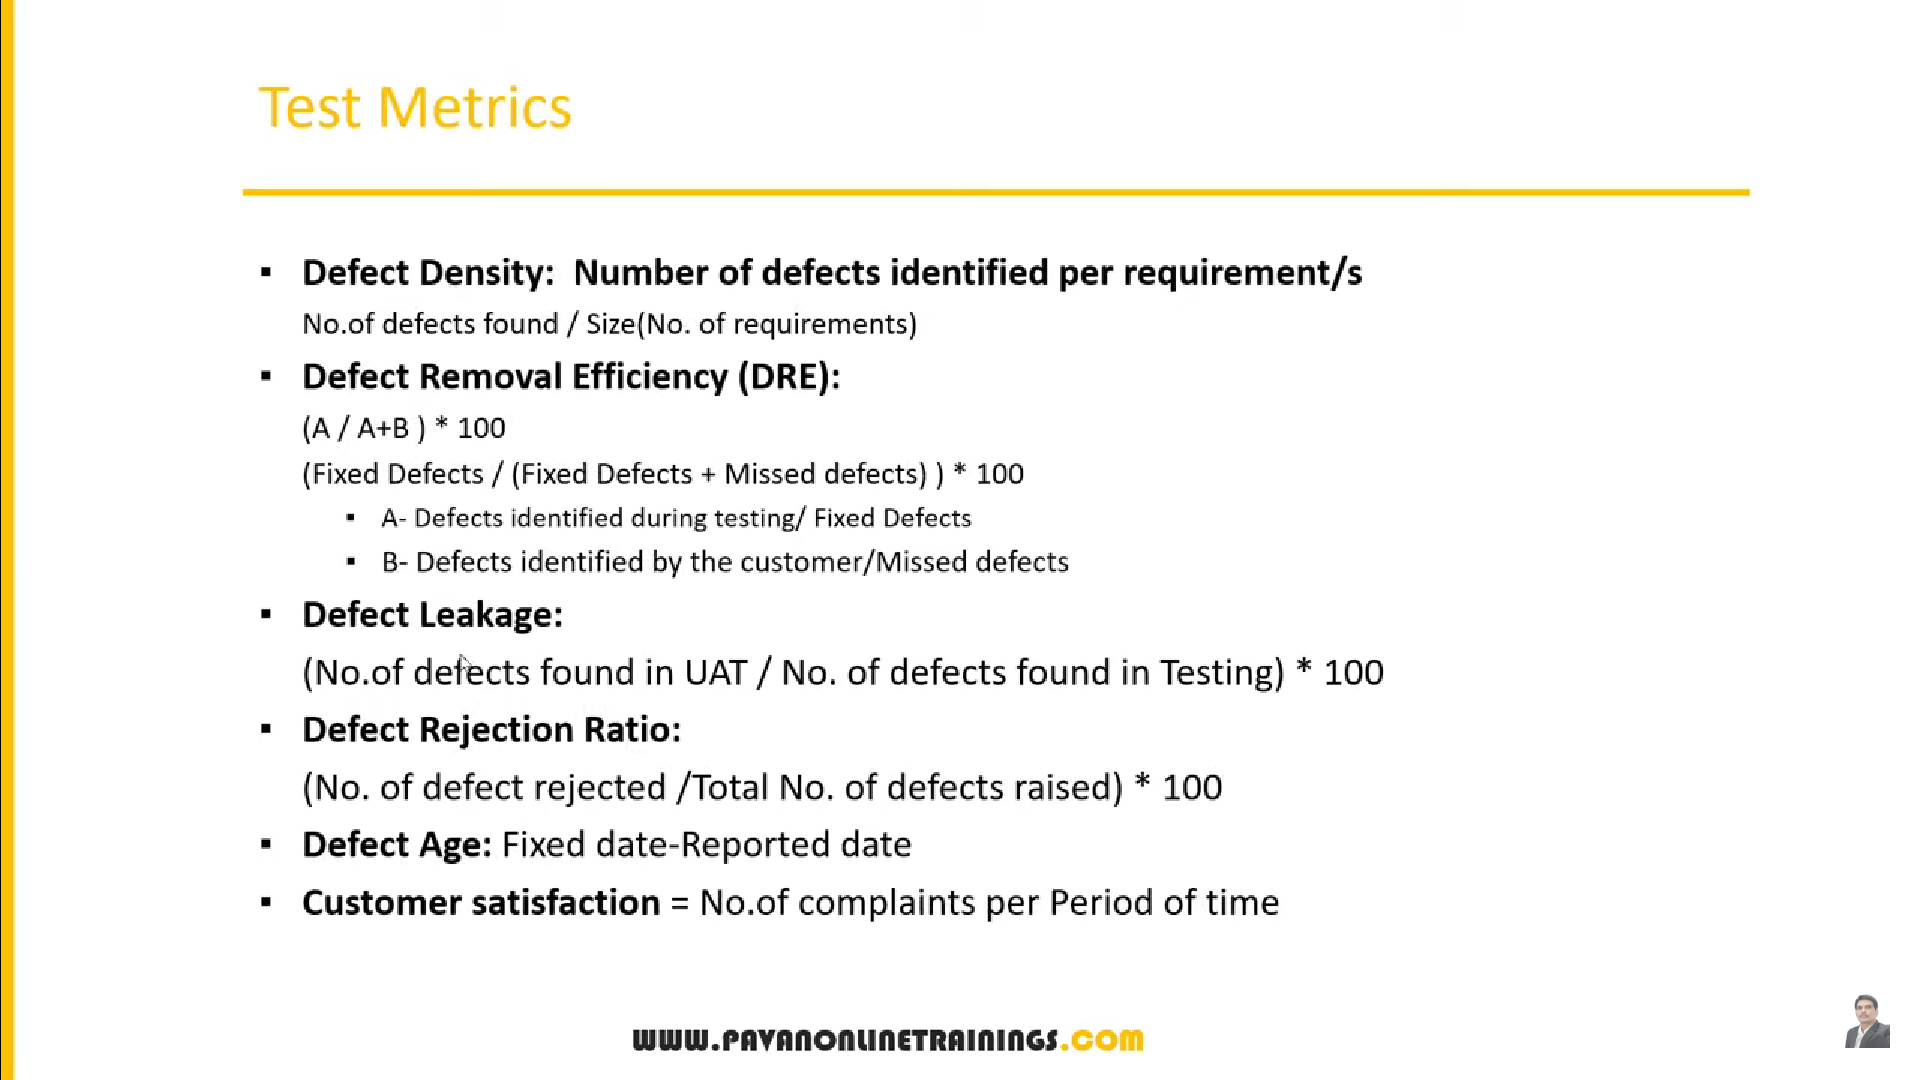 Test Metrics
▪ Defect Density:  Number of defects identified per requirement/s
No.of defects found / Size(No. of requirements)
▪ Defect Removal Efficiency (DRE):
(A / A+B ) * 100
(Fixed Defects / (Fixed Defects + Missed defects) ) * 100
▪ A- Defects identified during testing/ Fixed Defects
▪ B- Defects identified by the customer/Missed defects
▪ Defect Leakage:
(No.of defects found in UAT / No. of defects found in Testing) * 100
▪ Defect Rejection Ratio:
(No. of defect rejected /Total No. of defects raised) * 100
▪ Defect Age: Fixed date-Reported date
▪ Customer satisfaction = No.of complaints per Period of time
WWW.PAVANONLINETRAININGS.COM